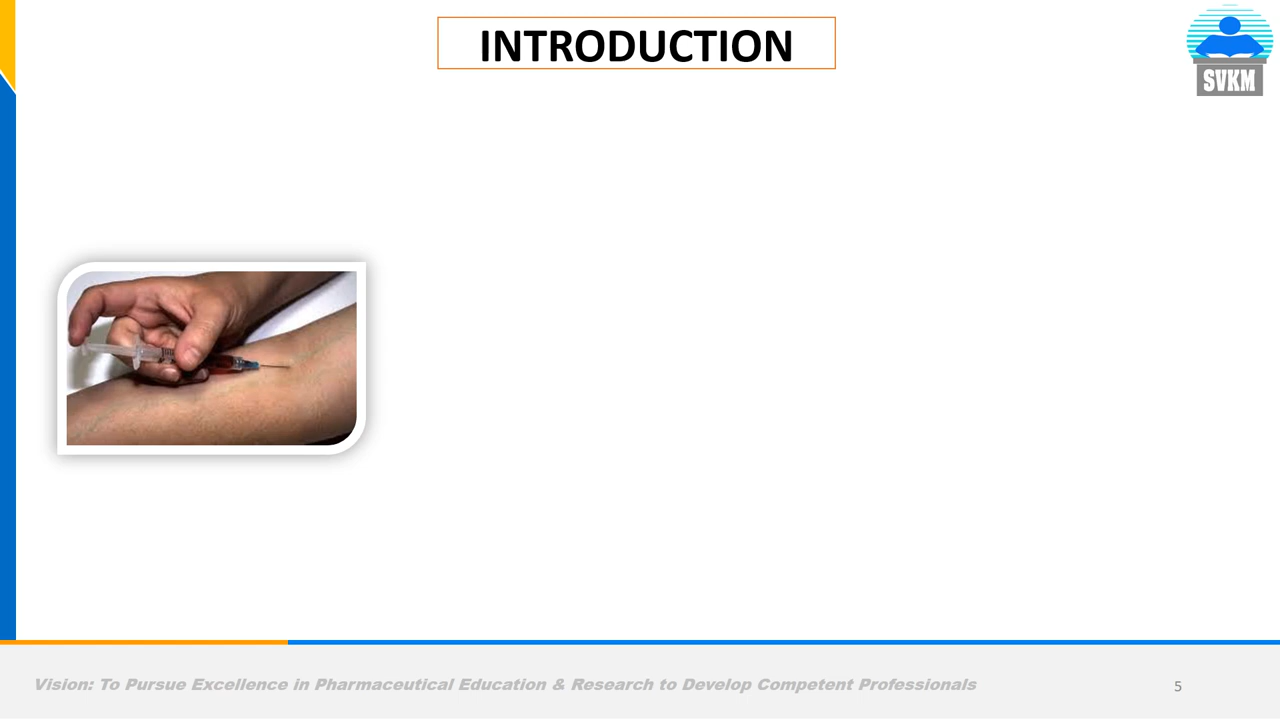 INTRODUCTION
SVKM
Vision: To Pursue Excellence in Pharmaceutical Education & Research to Develop Competent Professionals
5